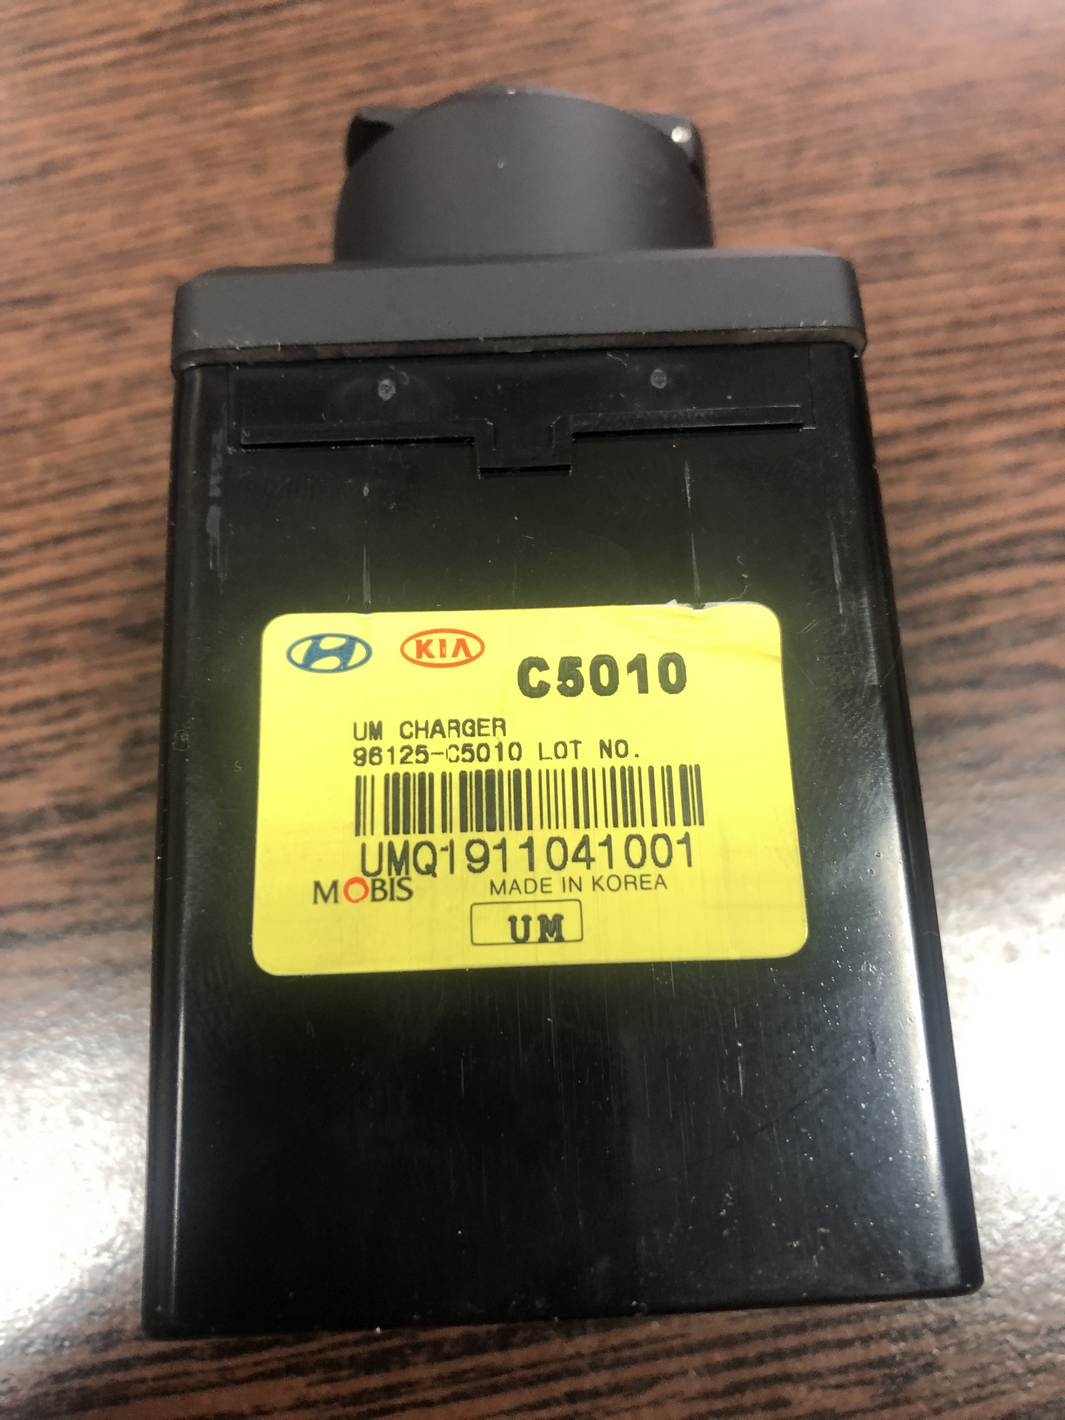 KIA
C5010
UM CHARGER
96125-C5010 LOT NO.
UMQ1911041001
MOBIS MADE IN KOREA
UM